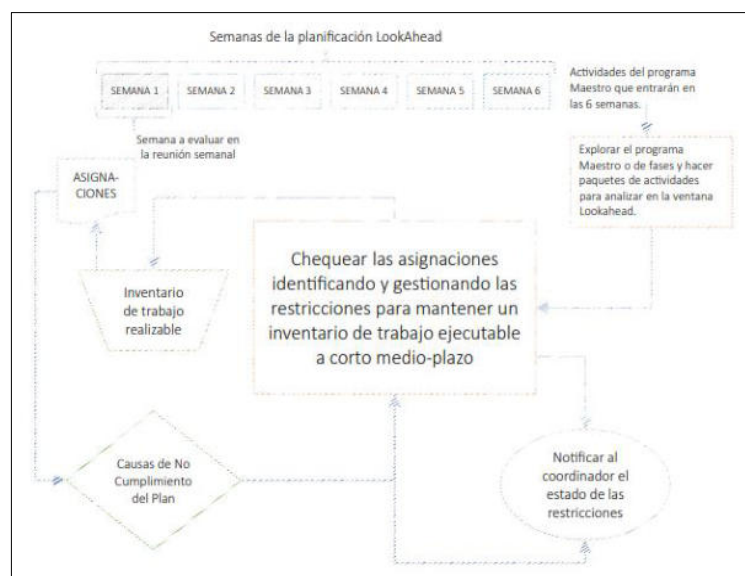 Semanas de la planificación LookAhead
SEMANA 1
SEMANA 2
SEMANA 3
SEMANA 4
SEMANA 5
SEMANA 6
Actividades del programa
Maestro que entrarán en
las 6 semanas.
Semana a evaluar en
la reunión semanal
Explorar el programa
Maestro o de fases y hacer
paquetes de actividades
para analizar en la ventana
Lookahead.
ASIGNA-
CIONES
Chequear las asignaciones
identificando y gestionando las
restricciones para mantener un
inventario de trabajo ejecutable
a corto medio-plazo
Inventario
de trabajo
realizable
Causas de No
Cumplimiento
del Plan
Notificar al
coordinador el
estado de las
restricciones